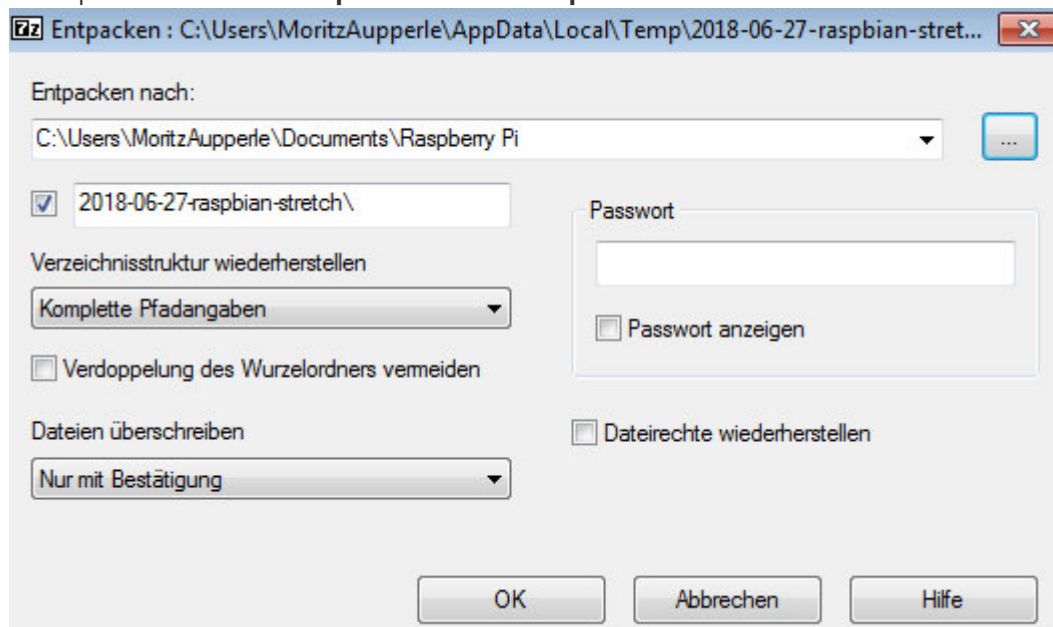 7z Entpacken : C:\Users\MoritzAupperle\AppData\Local\Temp\2018-06-27-raspbian-stret...
Entpacken nach:
C:\Users\MoritzAupperle\Documents\Raspberry Pi
...
2018-06-27-raspbian-stretch\
Passwort
Verzeichnisstruktur wiederherstellen
Komplette Pfadangaben
Passwort anzeigen
Verdoppelung des Wurzelordners vermeiden
Dateien überschreiben
Dateirechte wiederherstellen
Nur mit Bestätigung
OK
Abbrechen
Hilfe